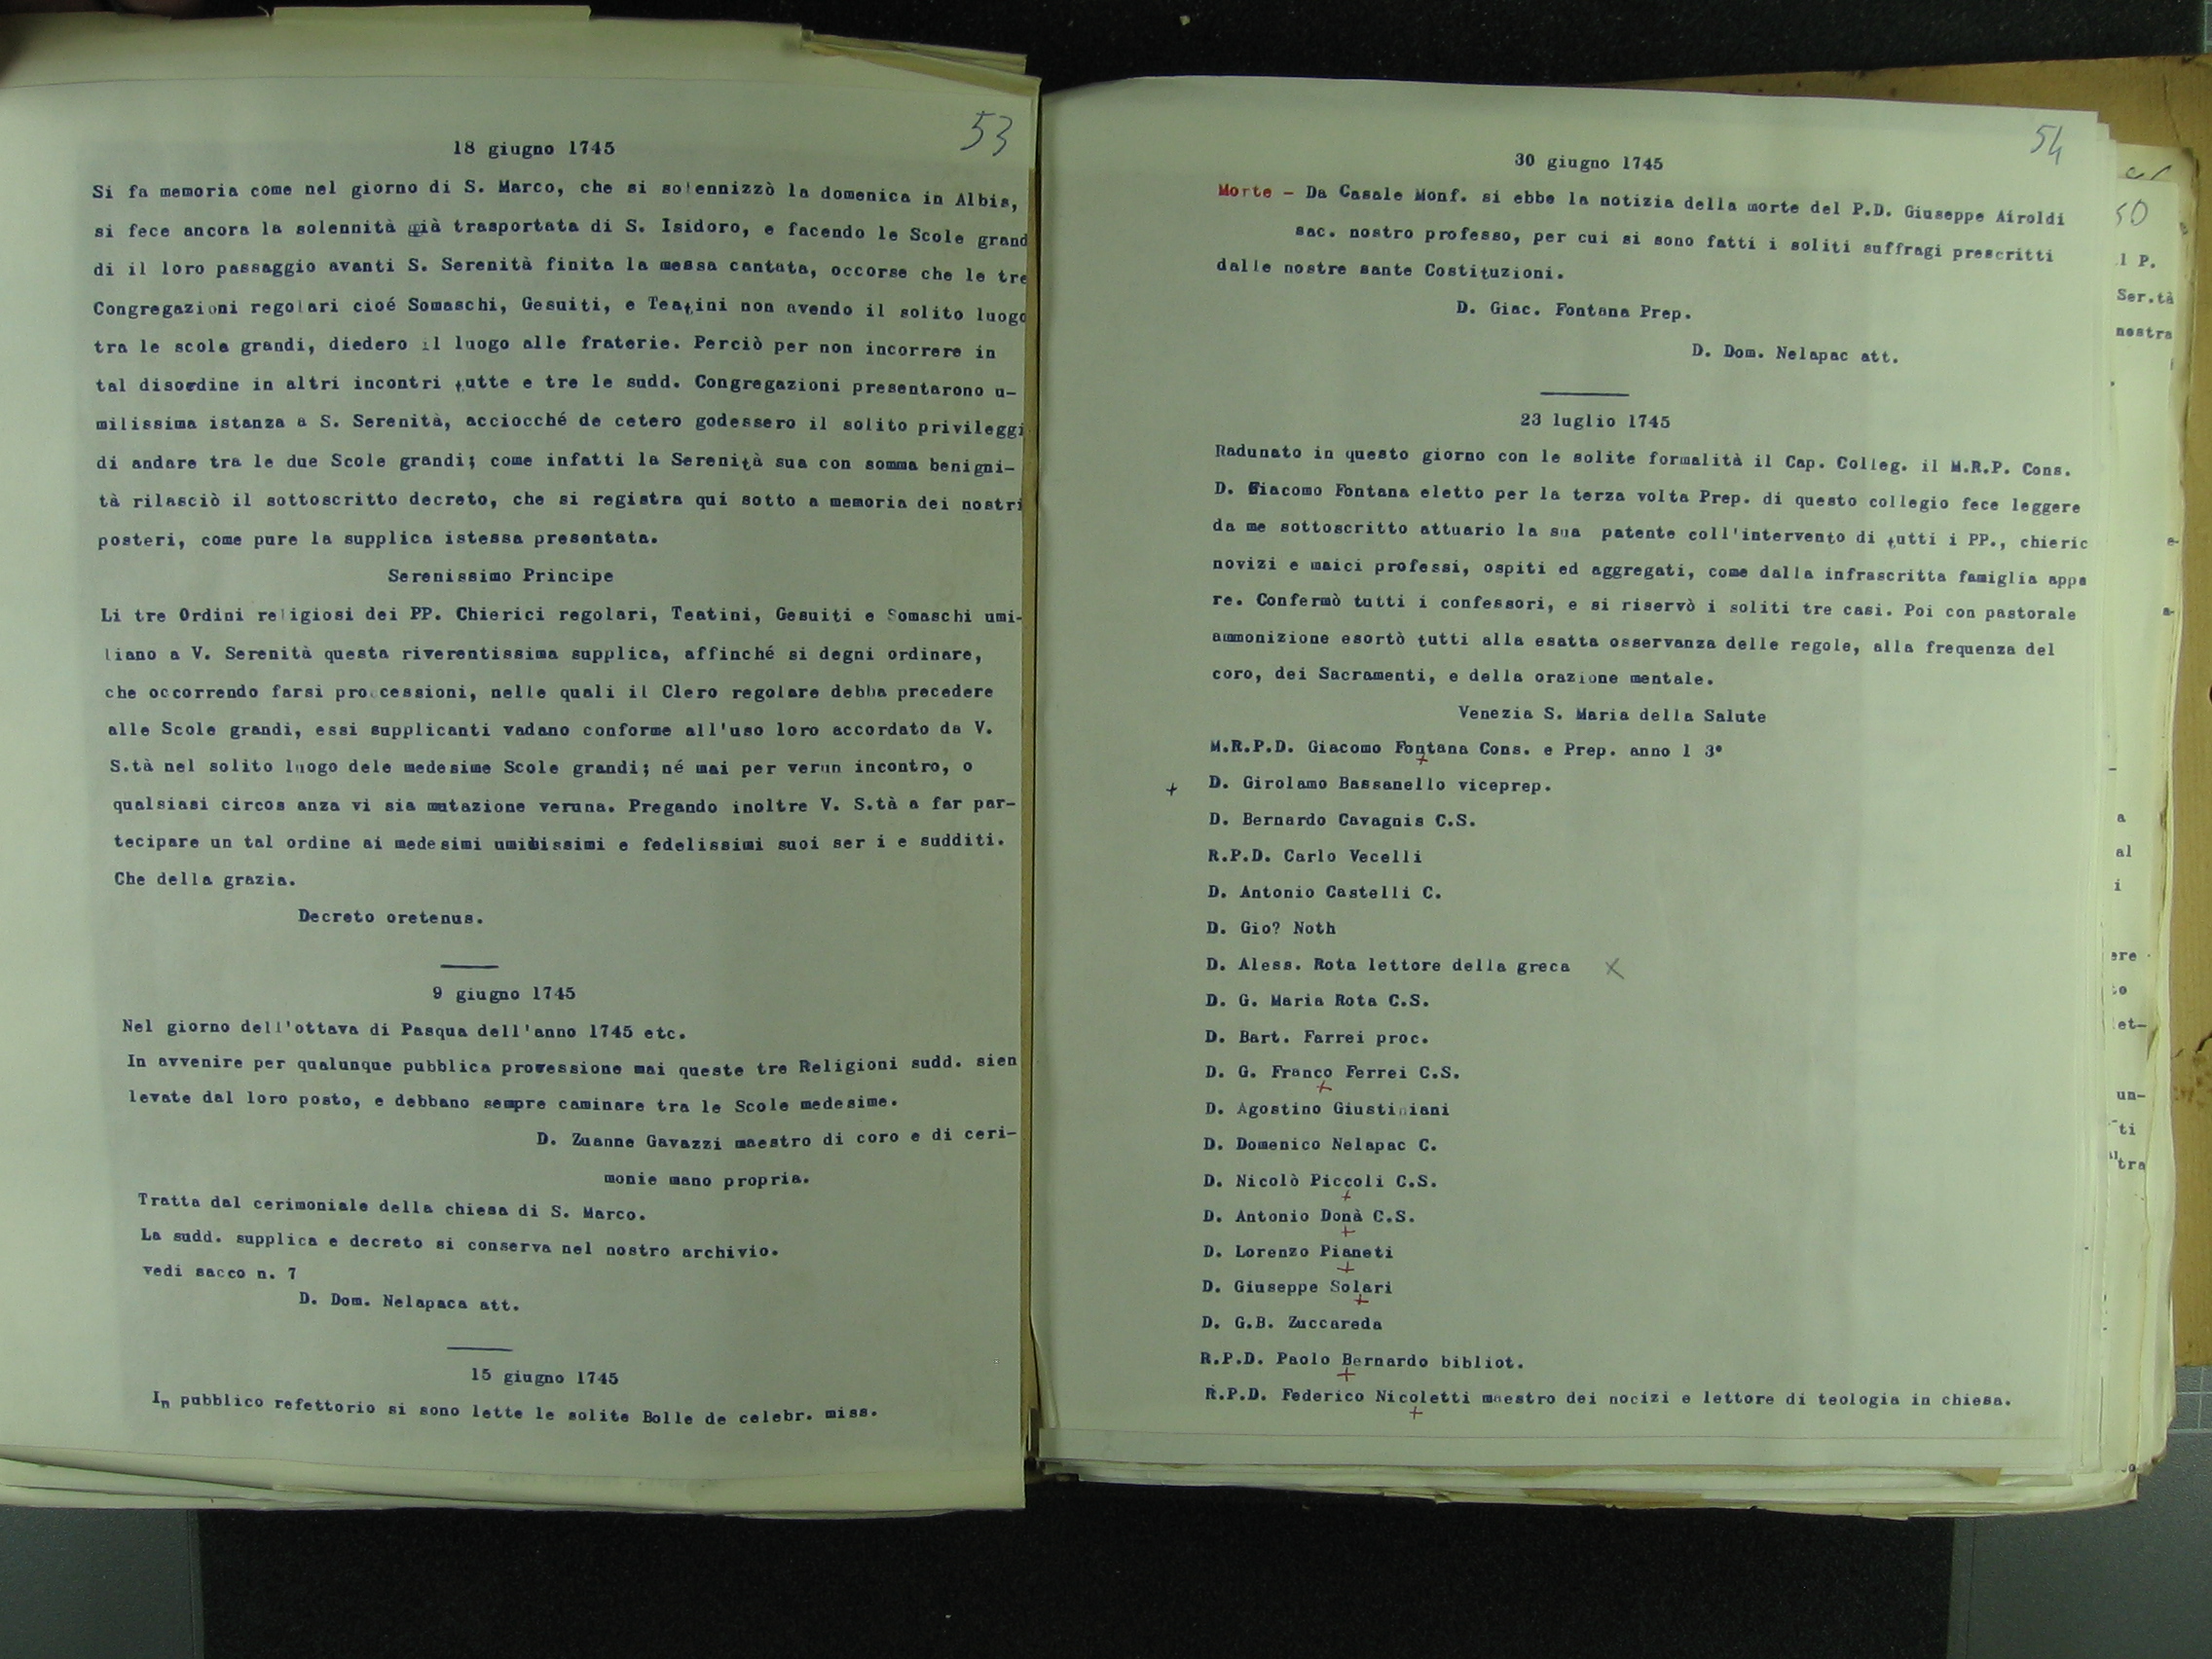 53
18 giugno 1745
Si fa memoria come nel giorno di S. Marco, che si solennizzò la domenica in Albis,
si fece ancora la solennità già trasportata di S. Isidoro, e facendo le Scole grand
di il loro passaggio avanti S. Serenità finita la messa cantata, occorse che le tre
Congregazioni regolari cioé Somaschi, Gesuiti, e Teatini non avendo il solito luogo
tra le scole grandi, diedero il luogo alle fraterie. Perciò per non incorrere in
tal disordine in altri incontri tutte e tre le sudd. Congregazioni presentarono u-
milissima istanza a S. Serenità, acciocché de cetero godessero il solito privileggi
di andare tra le due Scole grandi; come infatti la Serenità sua con somma benigni-
tà rilasciò il sottoscritto decreto, che si registra qui sotto a memoria dei nostri
posteri, come pure la supplica istessa presentata.
Serenissimo Principe
Li tre Ordini religiosi dei PP. Chierici regolari, Teatini, Gesuiti e Somaschi umi-
liano a V. Serenità questa riverentissima supplica, affinché si degni ordinare,
che occorrendo farsi processioni, nelle quali il Clero regolare debba precedere
alle Scole grandi, essi supplicanti vadano conforme all'uso loro accordato da V.
S.tà nel solito luogo dele medesime Scole grandi; né mai per verun incontro, o
qualsiasi circos anza vi sia mutazione veruna. Pregando inoltre V. S.tà a far par-
tecipare un tal ordine ai medesimi umilissimi e fedelissimi suoi ser i e sudditi.
Che della grazia.
Decreto oretenus.
9 giugno 1745
Nel giorno dell'ottava di Pasqua dell'anno 1745 etc.
In avvenire per qualunque pubblica processione mai queste tre Religioni sudd. sien
levate dal loro posto, e debbano sempre caminare tra le Scole medesime.
D. Zuanne Gavazzi maestro di coro e di ceri-
monie mano propria.
Tratta dal cerimoniale della chiesa di S. Marco.
La sudd. supplica e decreto si conserva nel nostro archivio.
vedi sacco n. 7
D. Dom. Nelapaca att.
15 giugno 1745
In pubblico refettorio si sono lette le solite Bolle de celebr. miss.
54
30 giugno 1745
Morte - Da Casale Monf. si ebbe la notizia della morte del P.D. Giuseppe Airoldi
sac. nostro professo, per cui si sono fatti i soliti suffragi prescritti
dalle nostre sante Costituzioni.
D. Giac. Fontana Prep.
D. Dom. Nelapac att.
23 luglio 1745
Radunato in questo giorno con le solite formalità il Cap. Colleg. il M.R.P. Cons.
D. Giacomo Fontana eletto per la terza volta Prep. di questo collegio fece leggere
da me sottoscritto attuario la sua patente coll'intervento di tutti i PP., chieric
novizi e maici professi, ospiti ed aggregati, come dalla infrascritta famiglia appa
re. Confermò tutti i confessori, e si riservò i soliti tre casi. Poi con pastorale
ammonizione esortò tutti alla esatta osservanza delle regole, alla frequenza del
coro, dei Sacramenti, e della orazione mentale.
Venezia S. Maria della Salute
M.R.P.D. Giacomo Fontana Cons. e Prep. anno 1 3°
+ D. Girolamo Bassanello viceprep.
D. Bernardo Cavagnis C.S.
R.P.D. Carlo Vecelli
D. Antonio Castelli C.
D. Gio? Noth
D. Aless. Rota lettore della greca X
D. G. Maria Rota C.S.
D. Bart. Farrei proc.
D. G. Franco Ferrei C.S.
D. Agostino Giustiniani
D. Domenico Nelapac C.
D. Nicolò Piccoli C.S.
D. Antonio Donà C.S.
D. Lorenzo Pianeti
D. Giuseppe Solari
D. G.B. Zuccareda
R.P.D. Paolo Bernardo bibliot.
R.P.D. Federico Nicoletti maestro dei nocizi e lettore di teologia in chiesa.
50
l P.
Ser.tà
nostra
a
al
i
ere
et-
un-
ti
tra